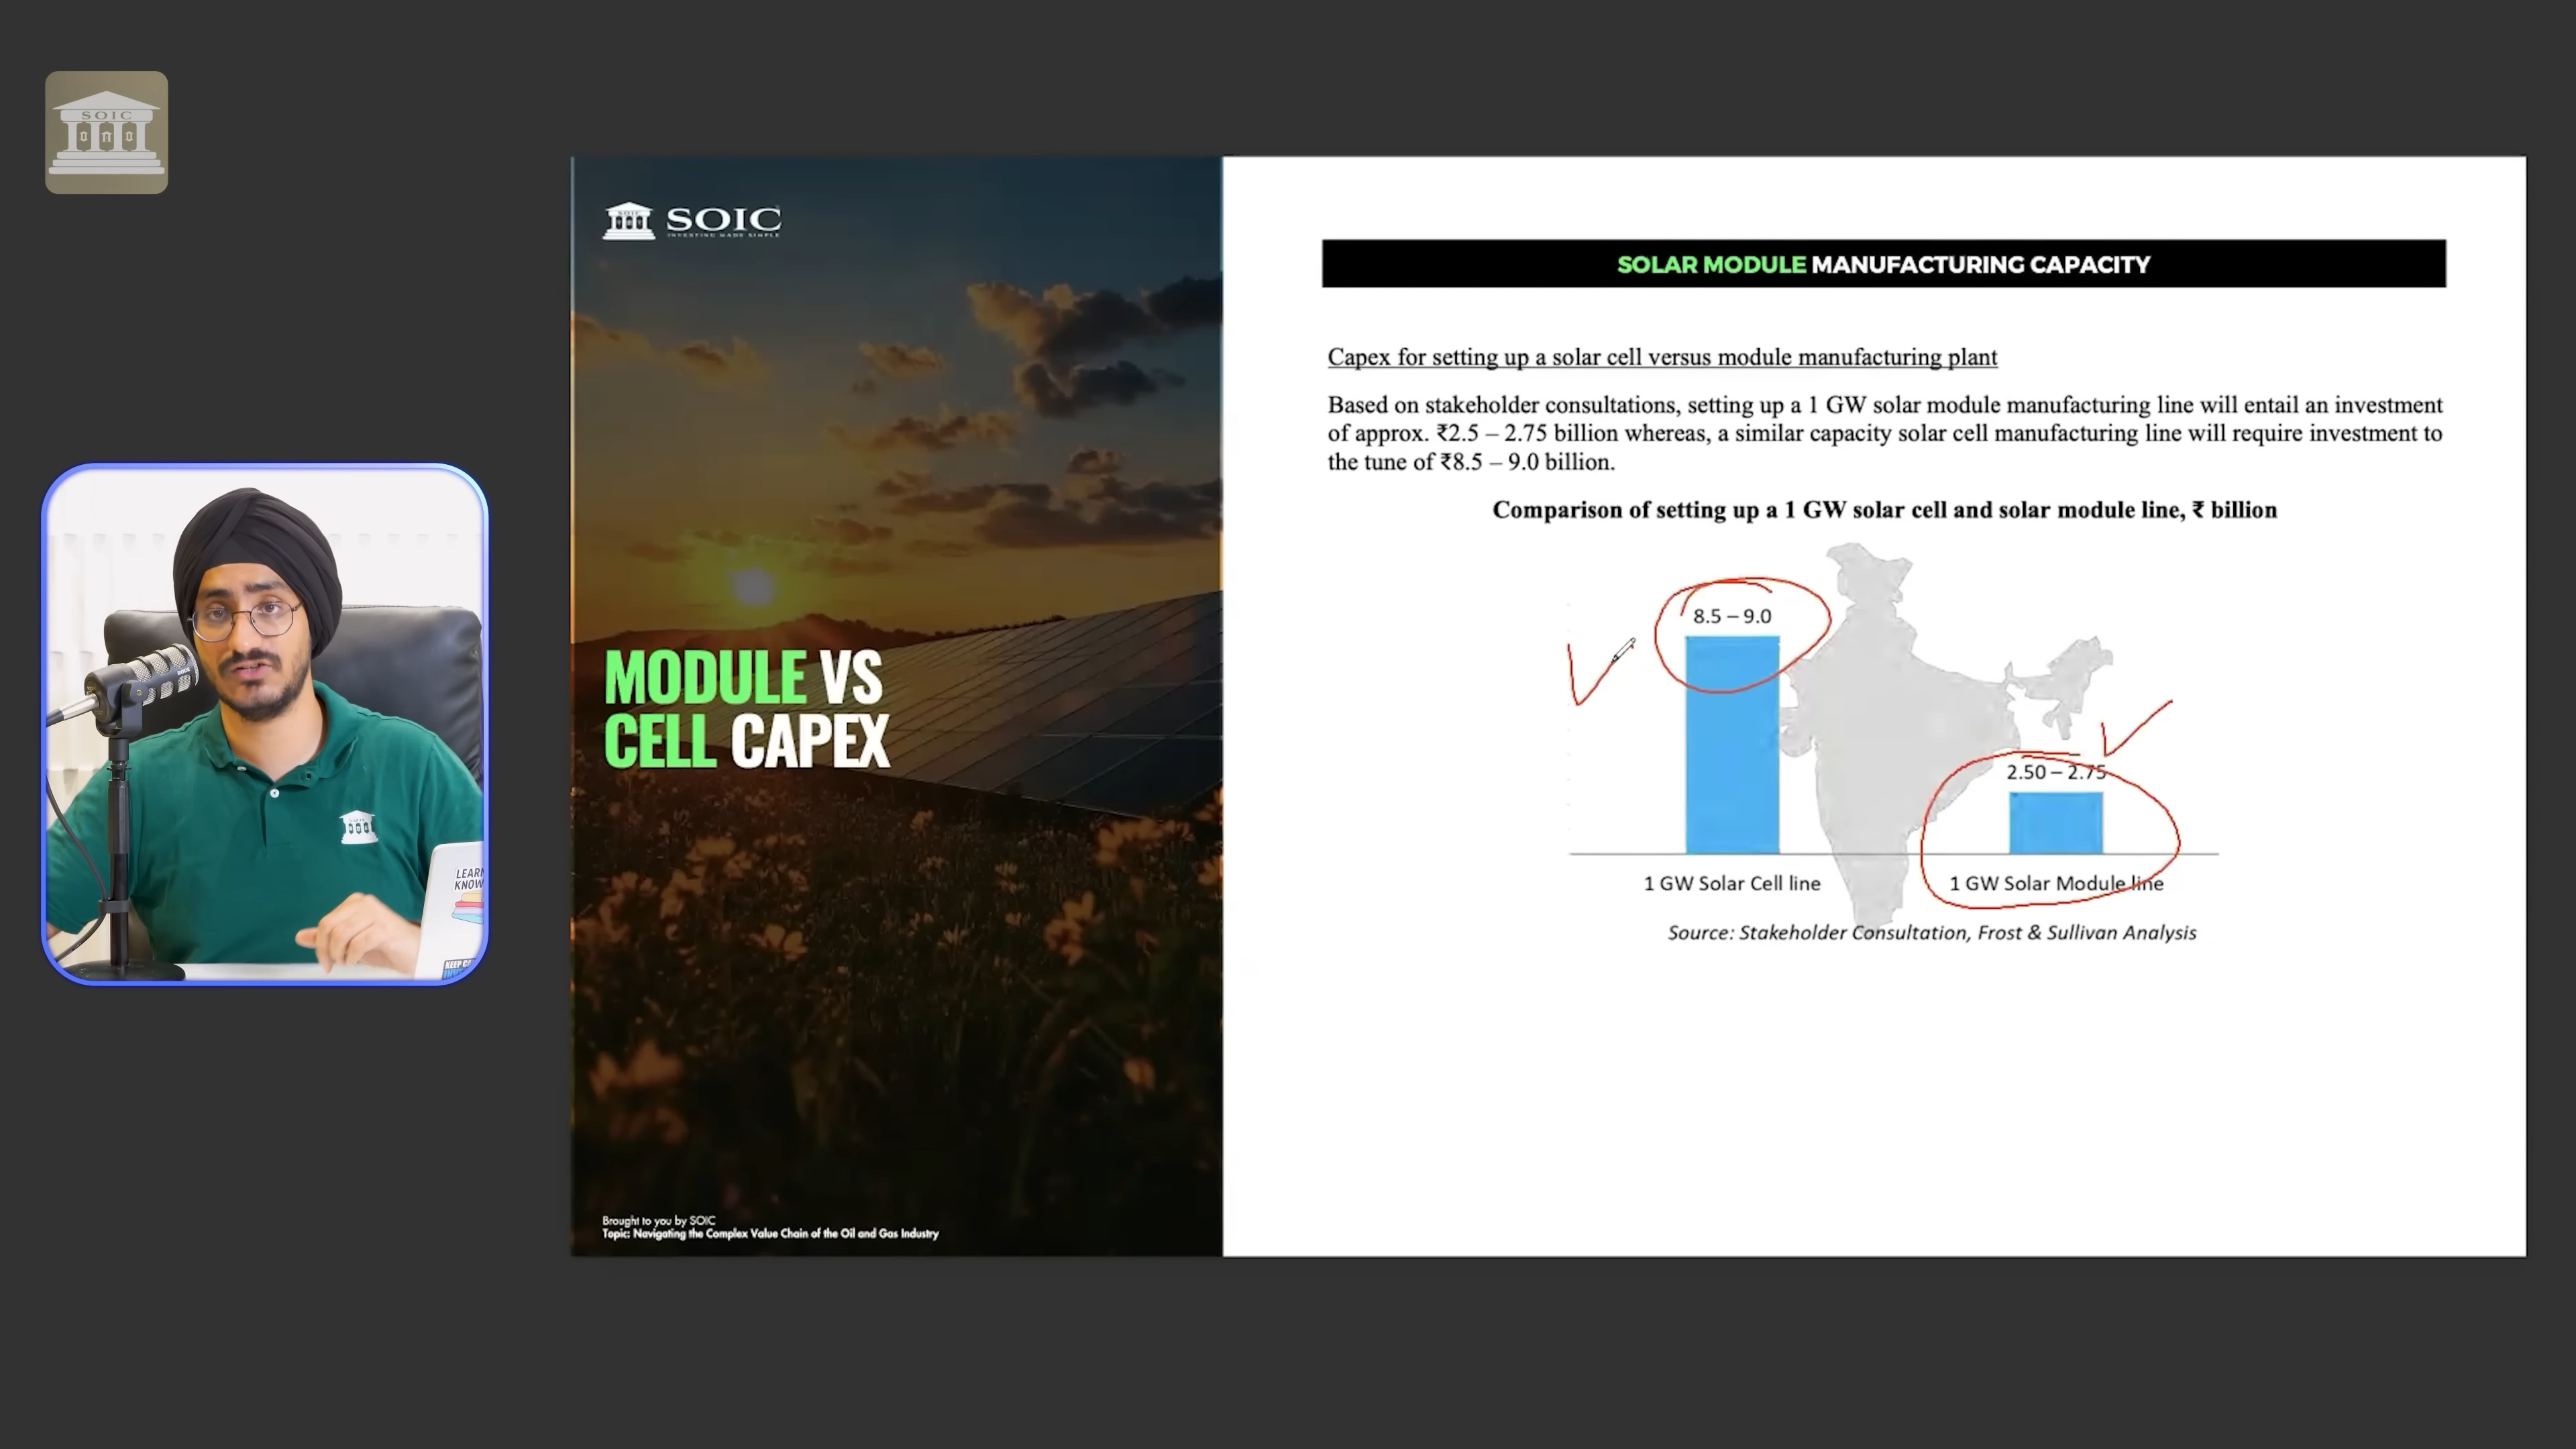 SOIC
SOIC
INVESTING MADE SIMPLE
MODULE VS
CELL CAPEX
Brought to you by SOIC
Topic: Navigating the Complex Value Chain of the Oil and Gas Industry
SOLAR MODULE MANUFACTURING CAPACITY
Capex for setting up a solar cell versus module manufacturing plant
Based on stakeholder consultations, setting up a 1 GW solar module manufacturing line will entail an investment
of approx. ₹2.5 – 2.75 billion whereas, a similar capacity solar cell manufacturing line will require investment to
the tune of ₹8.5 – 9.0 billion.
Comparison of setting up a 1 GW solar cell and solar module line, ₹ billion
8.5 – 9.0
2.50 – 2.75
1 GW Solar Cell line
1 GW Solar Module line
Source: Stakeholder Consultation, Frost & Sullivan Analysis
LEARN
KNOW